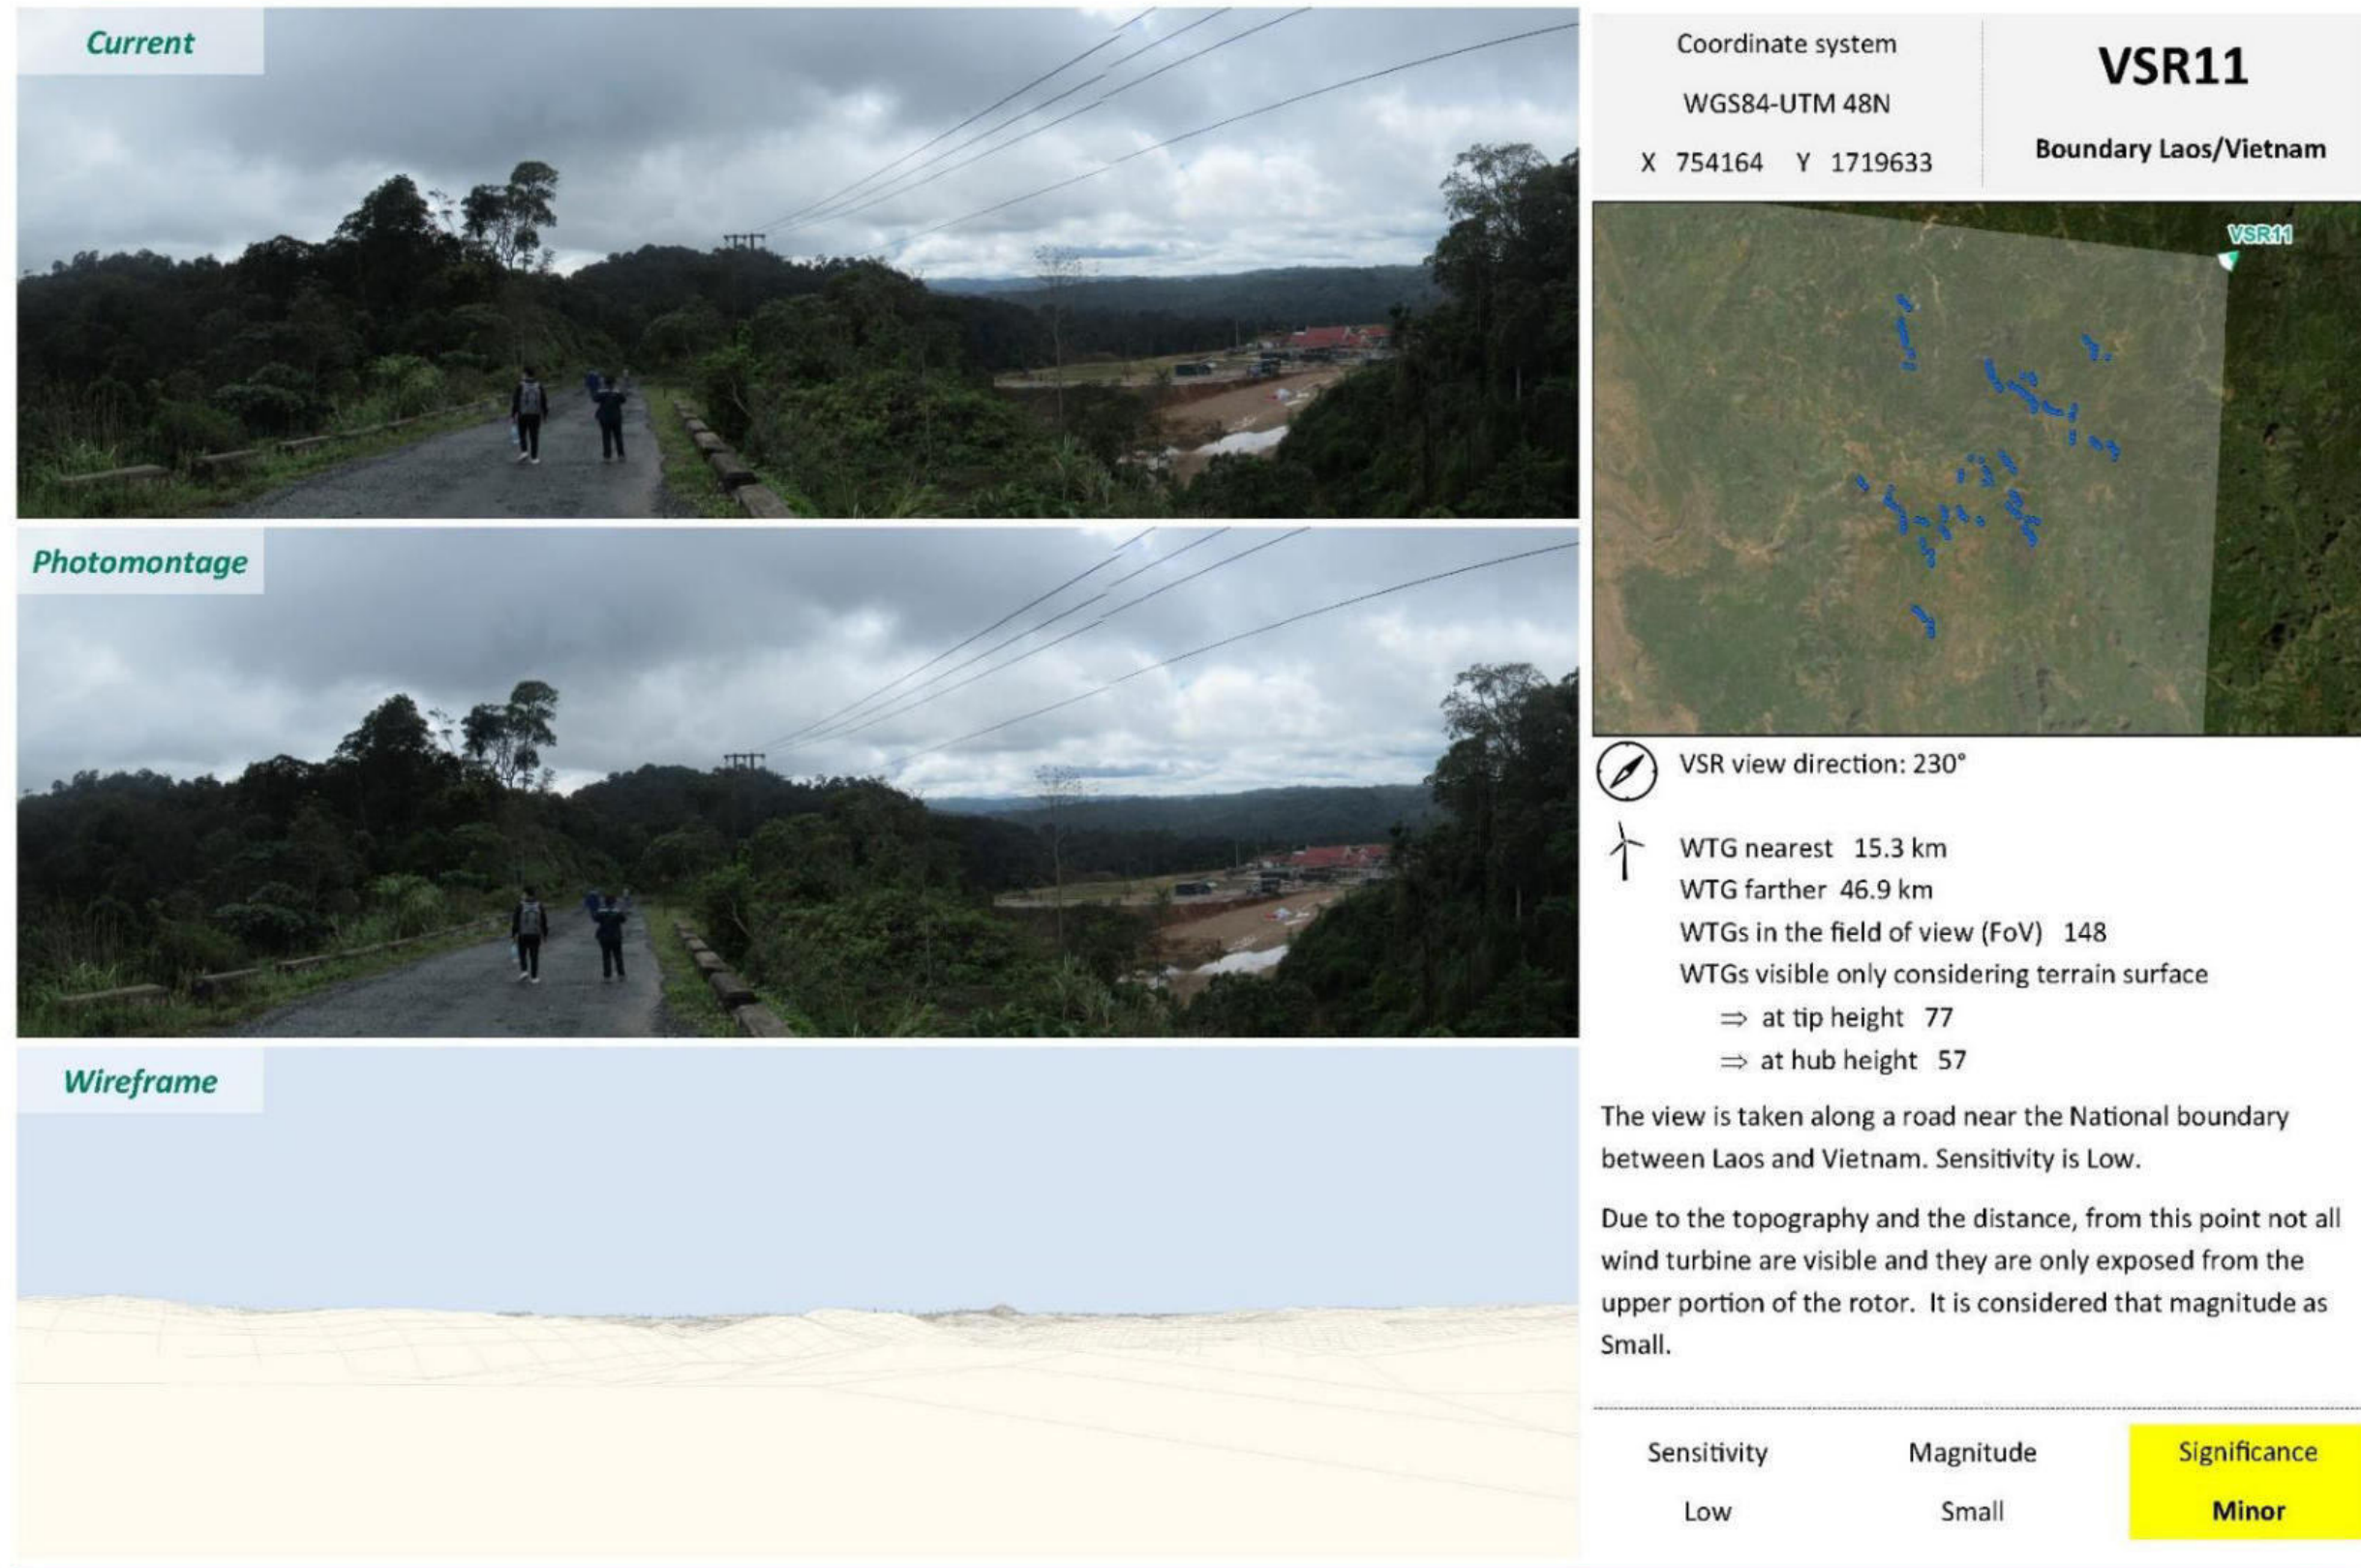 Current
Photomontage
Wireframe
Coordinate system
WGS84-UTM 48N
X 754164 Y 1719633
VSR11
Boundary Laos/Vietnam
VSR11
VSR view direction: 230°
WTG nearest 15.3 km
WTG farther 46.9 km
WTGs in the field of view (FoV) 148
WTGs visible only considering terrain surface
⇒ at tip height 77
⇒ at hub height 57
The view is taken along a road near the National boundary
between Laos and Vietnam. Sensitivity is Low.
Due to the topography and the distance, from this point not all
wind turbine are visible and they are only exposed from the
upper portion of the rotor. It is considered that magnitude as
Small.
Sensitivity Magnitude Significance
Low Small Minor